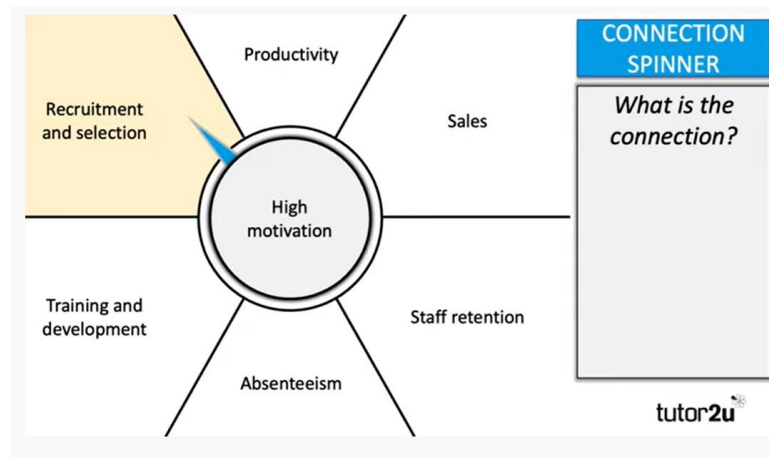 Productivity
Recruitment
and selection
Sales
High
motivation
Training and
development
Staff retention
Absenteeism
CONNECTION
SPINNER
What is the
connection?
tutor2u